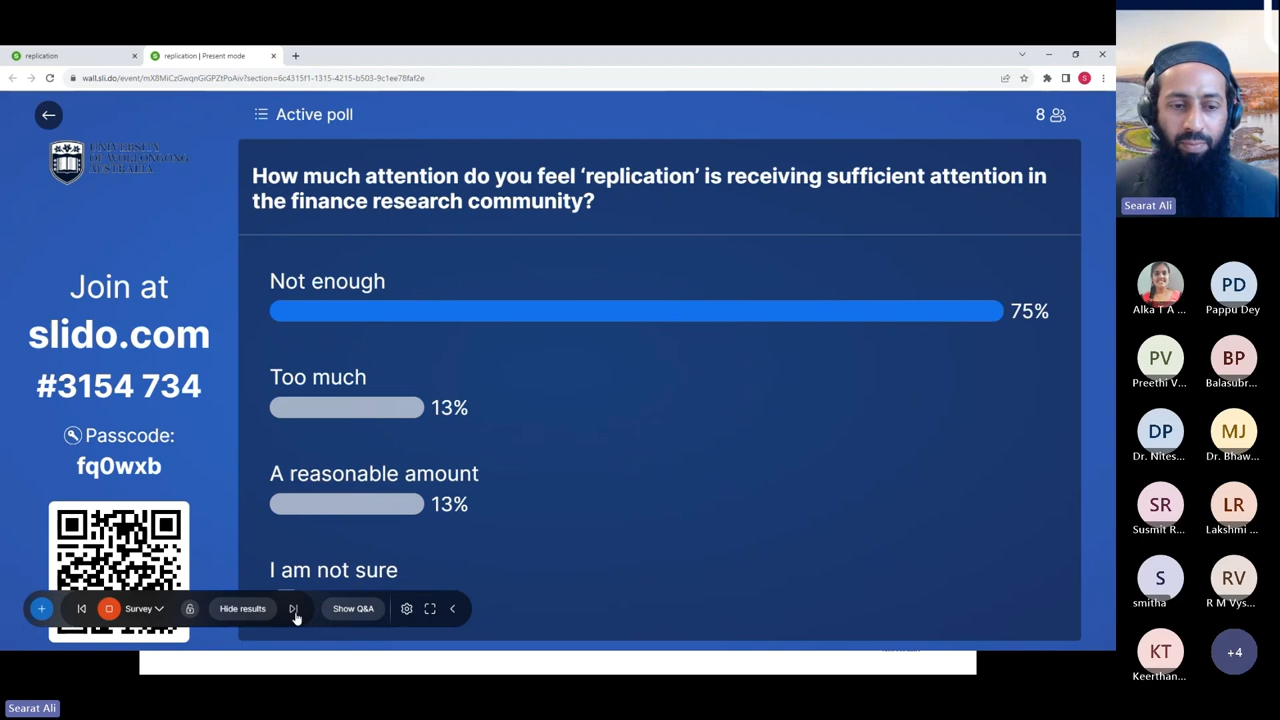 replication
replication | Present mode
wall.sli.do/event/mX8MiCzGwqnGiGPZtPoAiv?section=6c4315f1-1315-4215-b503-9c1ee78faf2e
S
UNIVERSITY
OF WOLLONGONG
AUSTRALIA
Active poll
8
How much attention do you feel ‘replication’ is receiving sufficient attention in
the finance research community?
Join at
slido.com
#3154 734
Passcode:
fq0wxb
Not enough
75%
Too much
13%
A reasonable amount
13%
I am not sure
Survey
Hide results
Show Q&A
Searat Ali
Alka T A ...
PD
Pappu Dey
PV
Preethi V...
BP
Balasubr...
DP
Dr. Nites...
MJ
Dr. Bhaw...
SR
Susmit R...
LR
Lakshmi ...
S
smitha
RV
R M Vys...
KT
Keerthan...
+4
Searat Ali